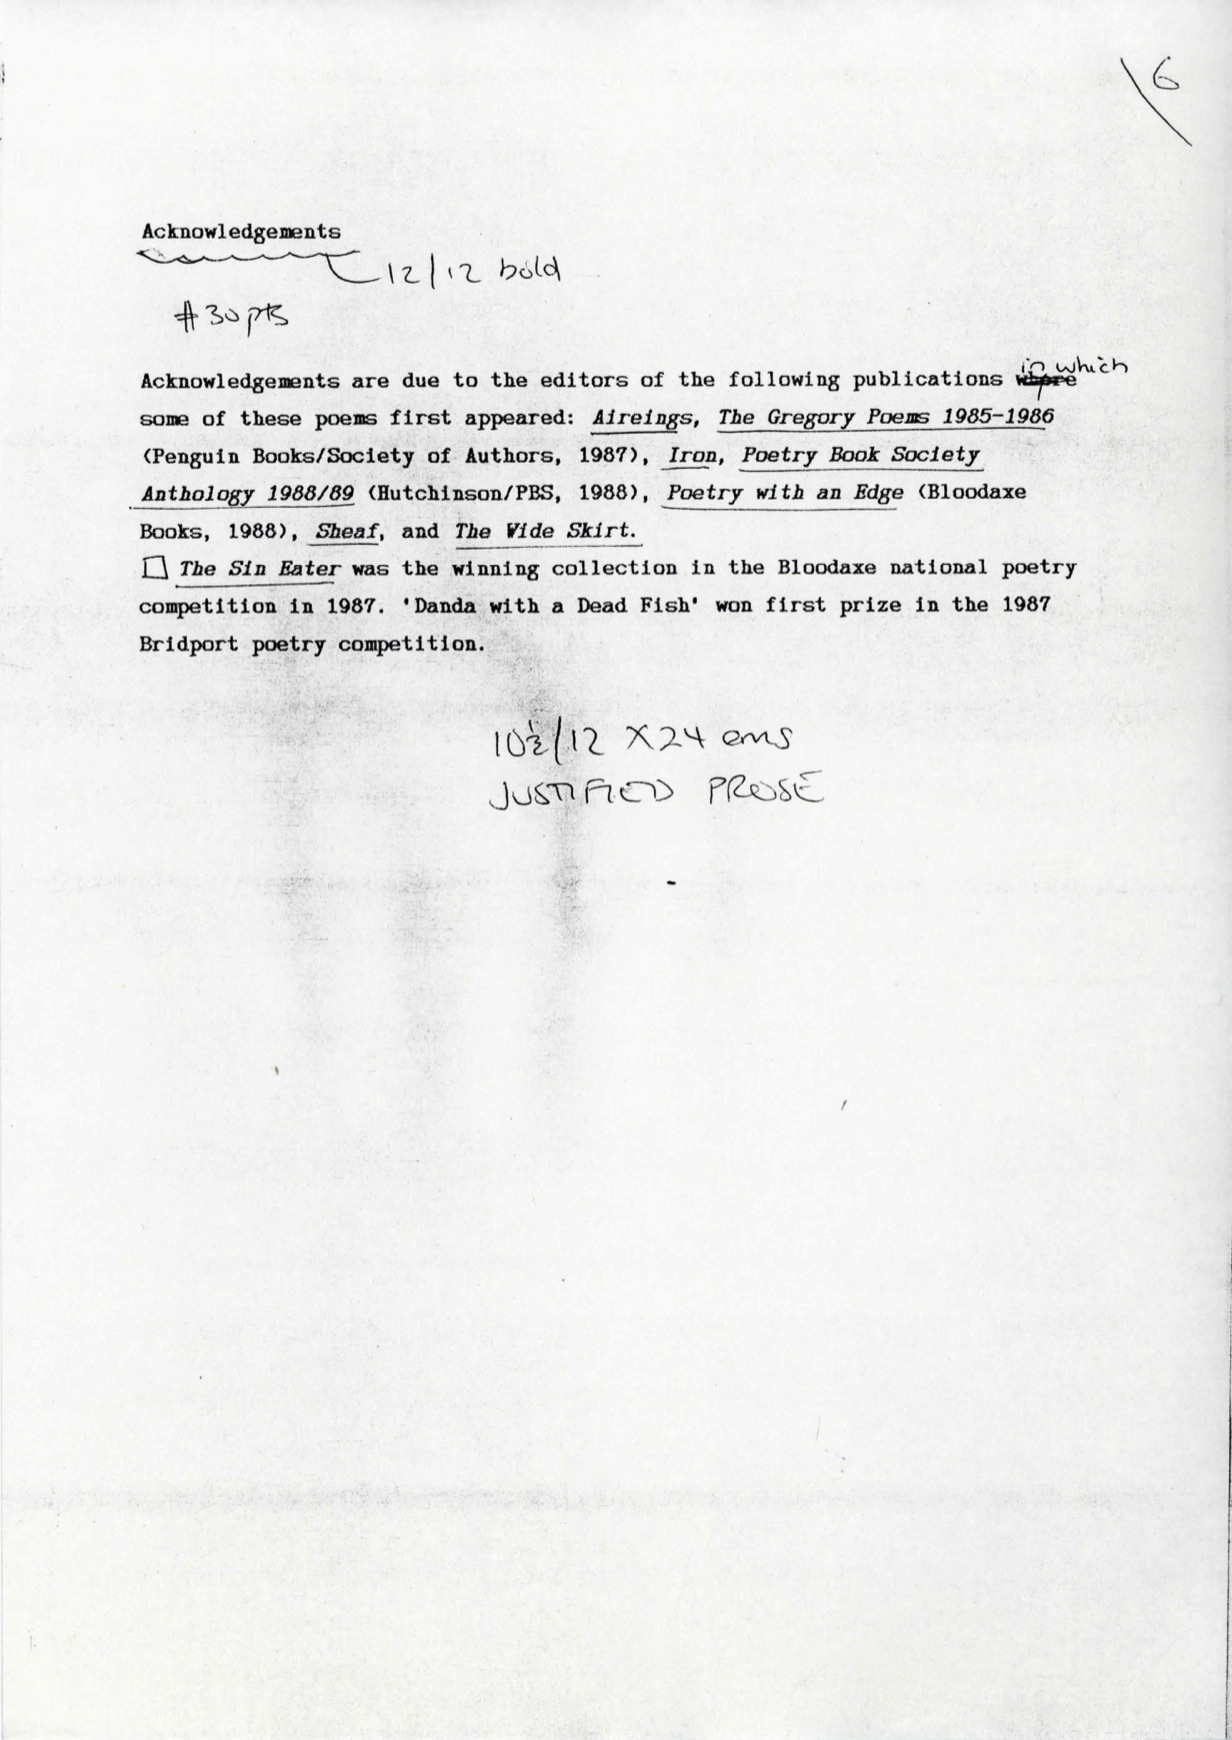 6
Acknowledgements
12/12 bold
#30pts
in which
Acknowledgements are due to the editors of the following publications where
some of these poems first appeared: Aireings, The Gregory Poems 1985-1986
(Penguin Books/Society of Authors, 1987), Iron, Poetry Book Society
Anthology 1988/89 (Hutchinson/PBS, 1988), Poetry with an Edge (Bloodaxe
Books, 1988), Sheaf, and The Wide Skirt.
The Sin Eater was the winning collection in the Bloodaxe national poetry
competition in 1987. 'Danda with a Dead Fish' won first prize in the 1987
Bridport poetry competition.
10½/12 X24 ems
JUSTIFIED PROSE